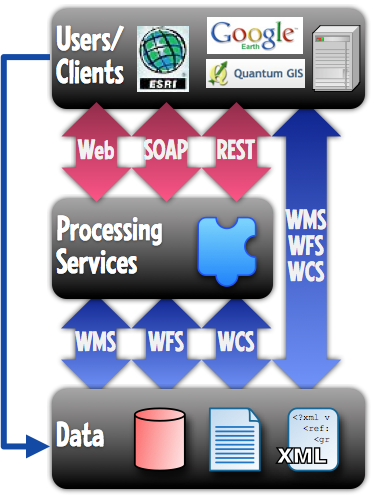 Users/
Clients
ESRI
Google™
Earth
Quantum GIS
Web
SOAP
REST
WMS
WFS
WCS
Processing
Services
WMS
WFS
WCS
Data
<?xml v
<ref:
<gr
XML